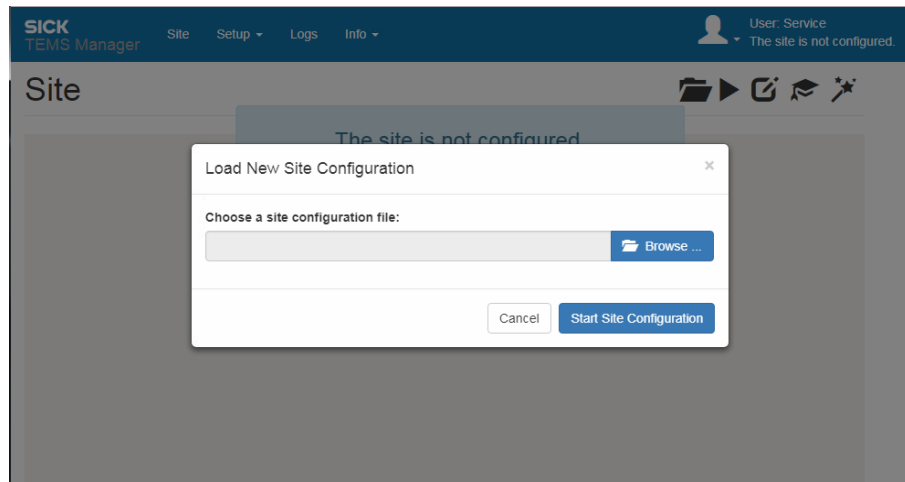 SICK
TEMS Manager
Site
Setup
Logs
Info
User: Service
The site is not configured.
Site
The site is not configured
Load New Site Configuration
×
Choose a site configuration file:
Browse ...
Cancel
Start Site Configuration